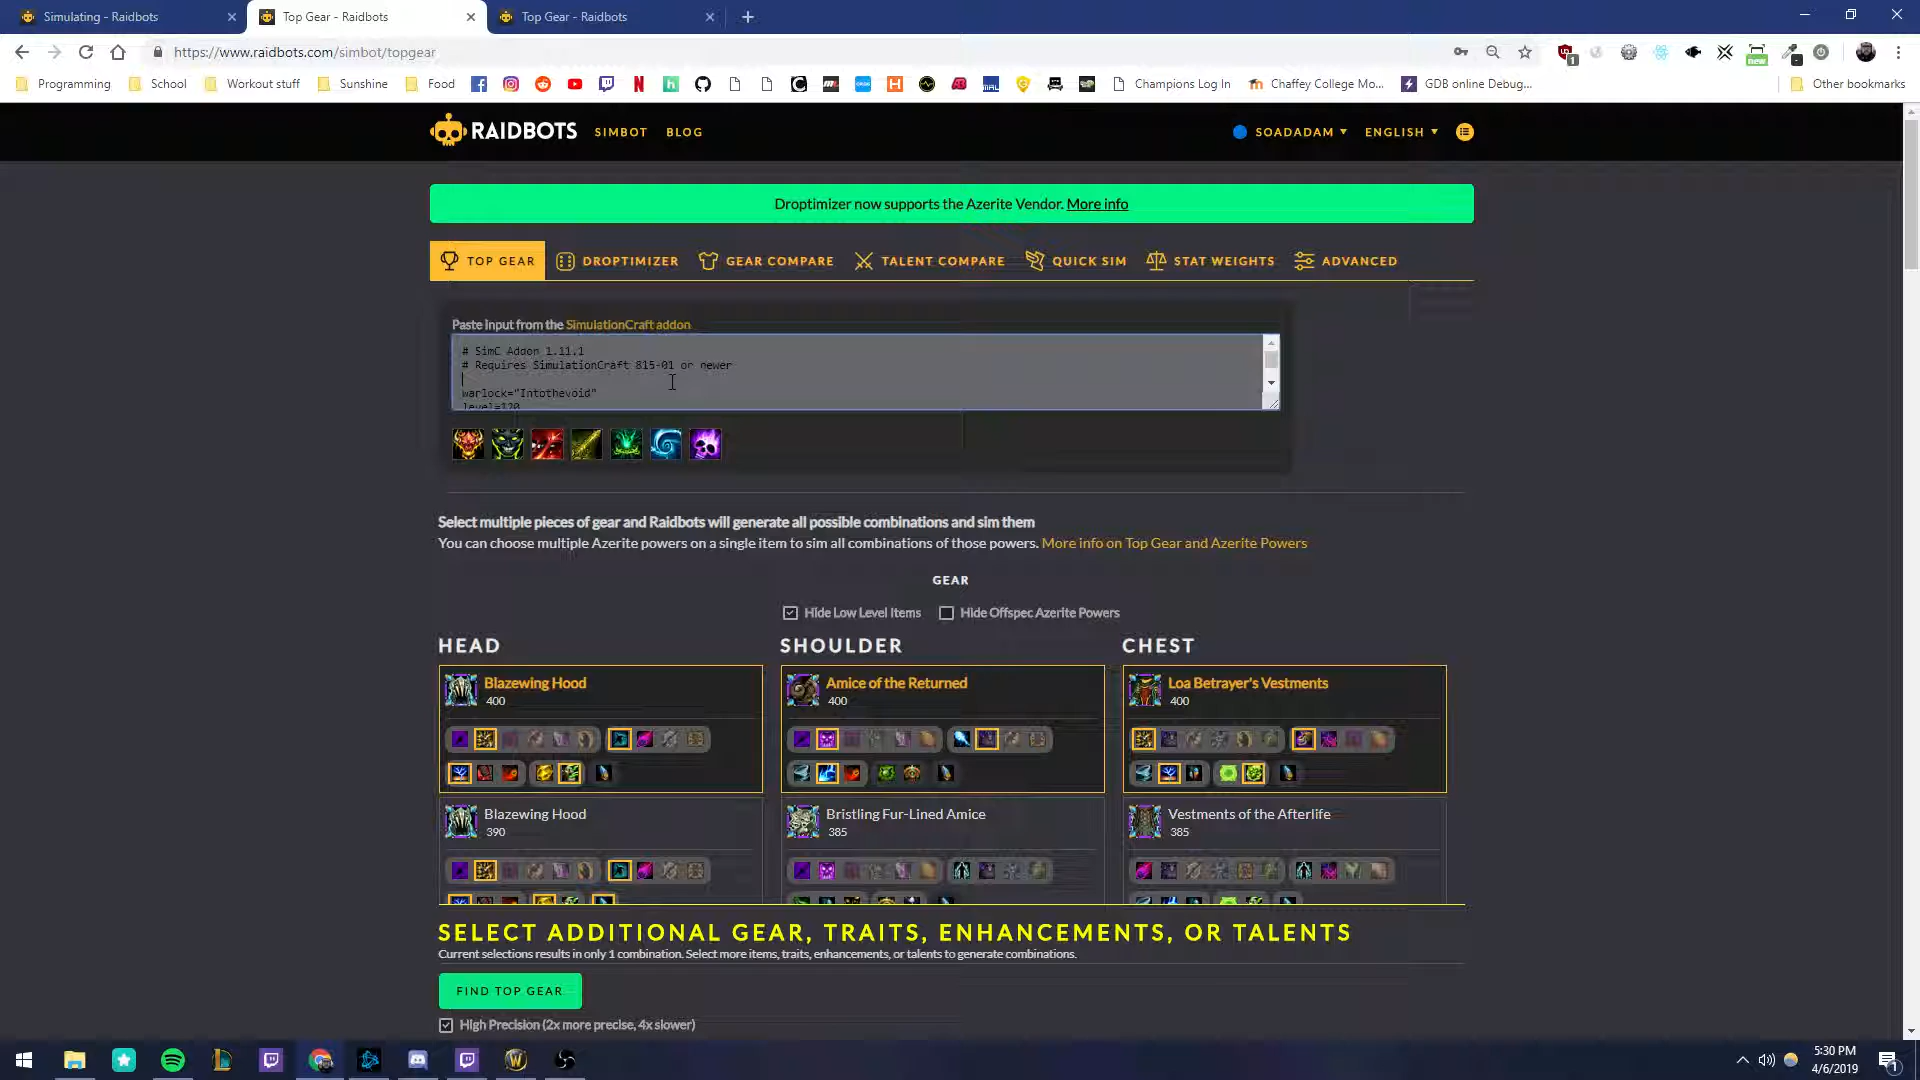 Simulating - Raidbots
Top Gear - Raidbots
Top Gear - Raidbots
https://www.raidbots.com/simbot/topgear
Programming
School
Workout stuff
Sunshine
Food
Champions Log In
Chaffey College Mo...
GDB online Debug...
Other bookmarks
RAIDBOTS
SIMBOT
BLOG
SOADADAM
ENGLISH
Droptimizer now supports the Azerite Vendor. More info
TOP GEAR
DROPTIMIZER
GEAR COMPARE
TALENT COMPARE
QUICK SIM
STAT WEIGHTS
ADVANCED
Paste input from the SimulationCraft addon
# SimC Addon 1.11.1
# Requires SimulationCraft 815-01 or newer
warlock="Intothevoid"
level=120
Select multiple pieces of gear and Raidbots will generate all possible combinations and sim them
You can choose multiple Azerite powers on a single item to sim all combinations of those powers. More info on Top Gear and Azerite Powers
GEAR
Hide Low Level Items
Hide Offspec Azerite Powers
HEAD
SHOULDER
CHEST
Blazewing Hood
400
Amice of the Returned
400
Loa Betrayer's Vestments
400
Blazewing Hood
390
Bristling Fur-Lined Amice
385
Vestments of the Afterlife
385
SELECT ADDITIONAL GEAR, TRAITS, ENHANCEMENTS, OR TALENTS
Current selections results in only 1 combination. Select more items, traits, enhancements, or talents to generate combinations.
FIND TOP GEAR
High Precision (2x more precise, 4x slower)
5:30 PM
4/6/2019